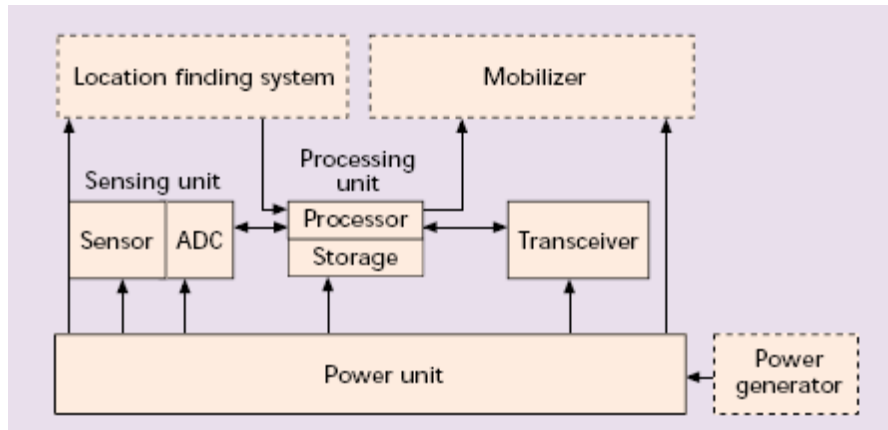 Location finding system
Mobilizer
Sensing unit
Processing
unit
Sensor
ADC
Processor
Storage
Transceiver
Power unit
Power
generator